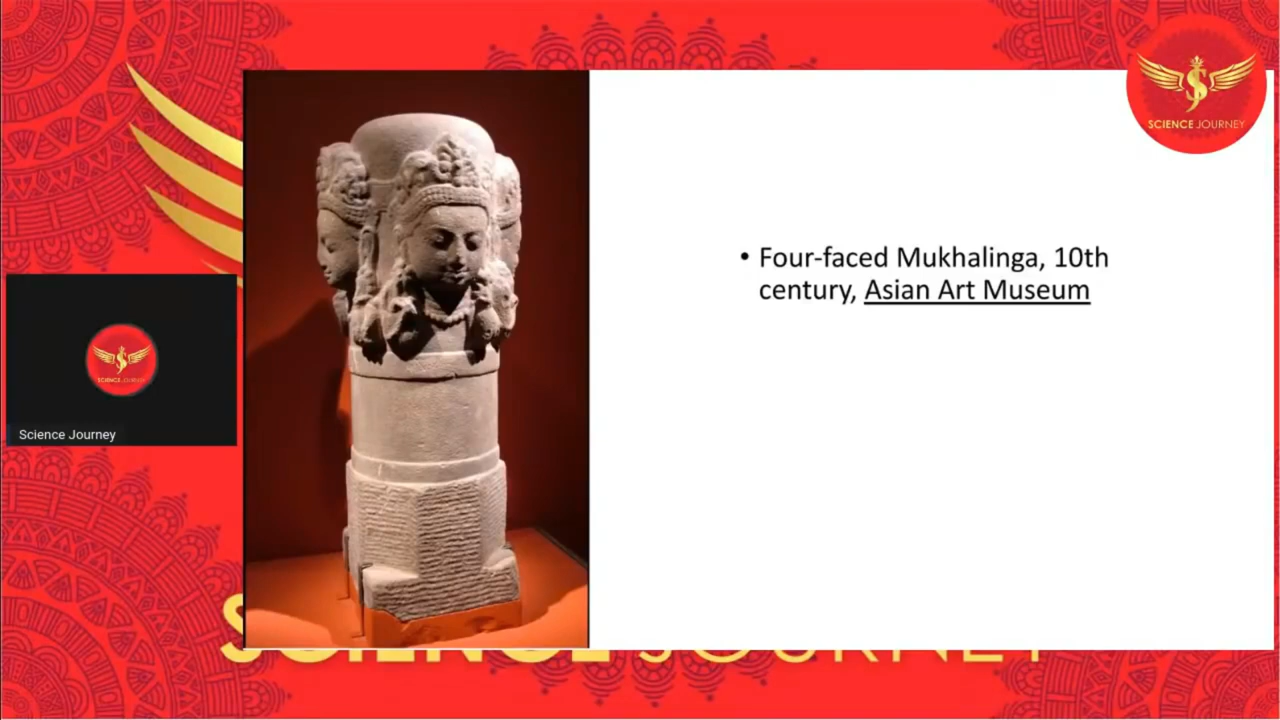 SCIENCE JOURNEY
• Four-faced Mukhalinga, 10th
century, Asian Art Museum
SCIENCE JOURNEY
Science Journey
SCIENCE JOURNEY